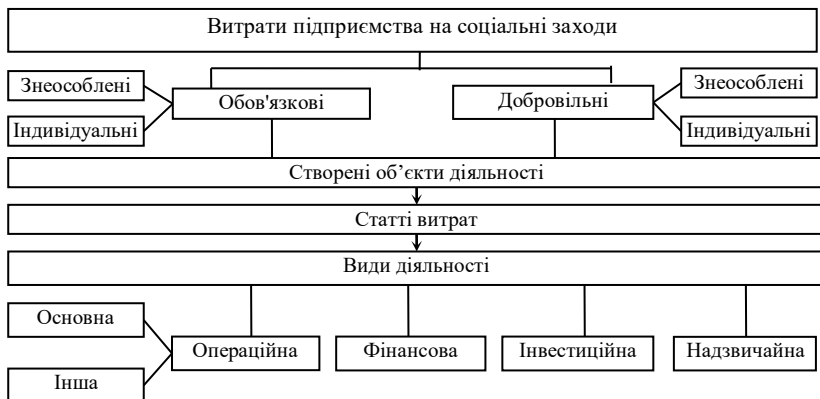 Витрати підприємства на соціальні заходи
Знеособлені
Обов'язкові
Добровільні
Знеособлені
Індивідуальні
Індивідуальні
Створені об’єкти діяльності
Статті витрат
Види діяльності
Основна
Операційна
Фінансова
Інвестиційна
Надзвичайна
Інша